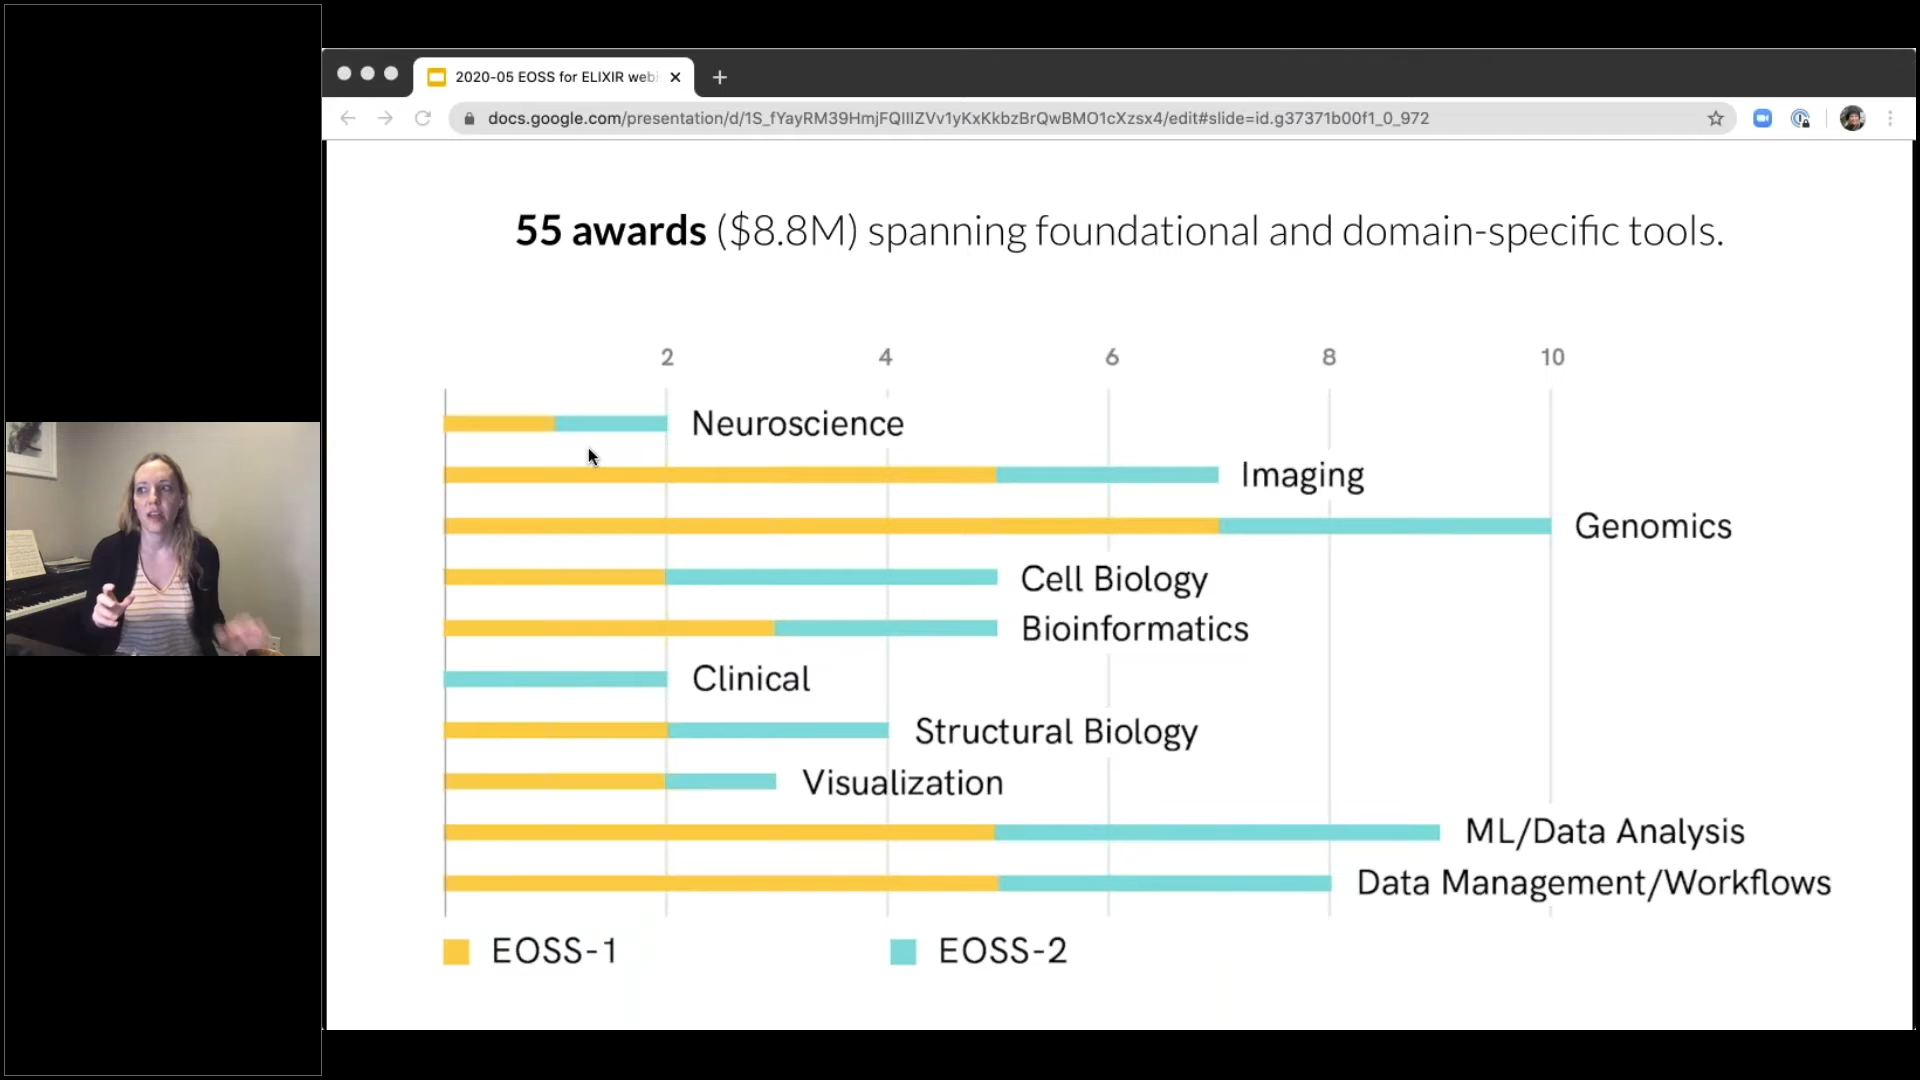 2020-05 EOSS for ELIXIR web
docs.google.com/presentation/d/1S_fYayRM39HmjFQIIIZVv1yKxKkbzBrQwBMO1cXzsx4/edit#slide=id.g37371b00f1_0_972
55 awards ($8.8M) spanning foundational and domain-specific tools.
2 4 6 8 10
Neuroscience
Imaging
Genomics
Cell Biology
Bioinformatics
Clinical
Structural Biology
Visualization
ML/Data Analysis
Data Management/Workflows
EOSS-1 EOSS-2